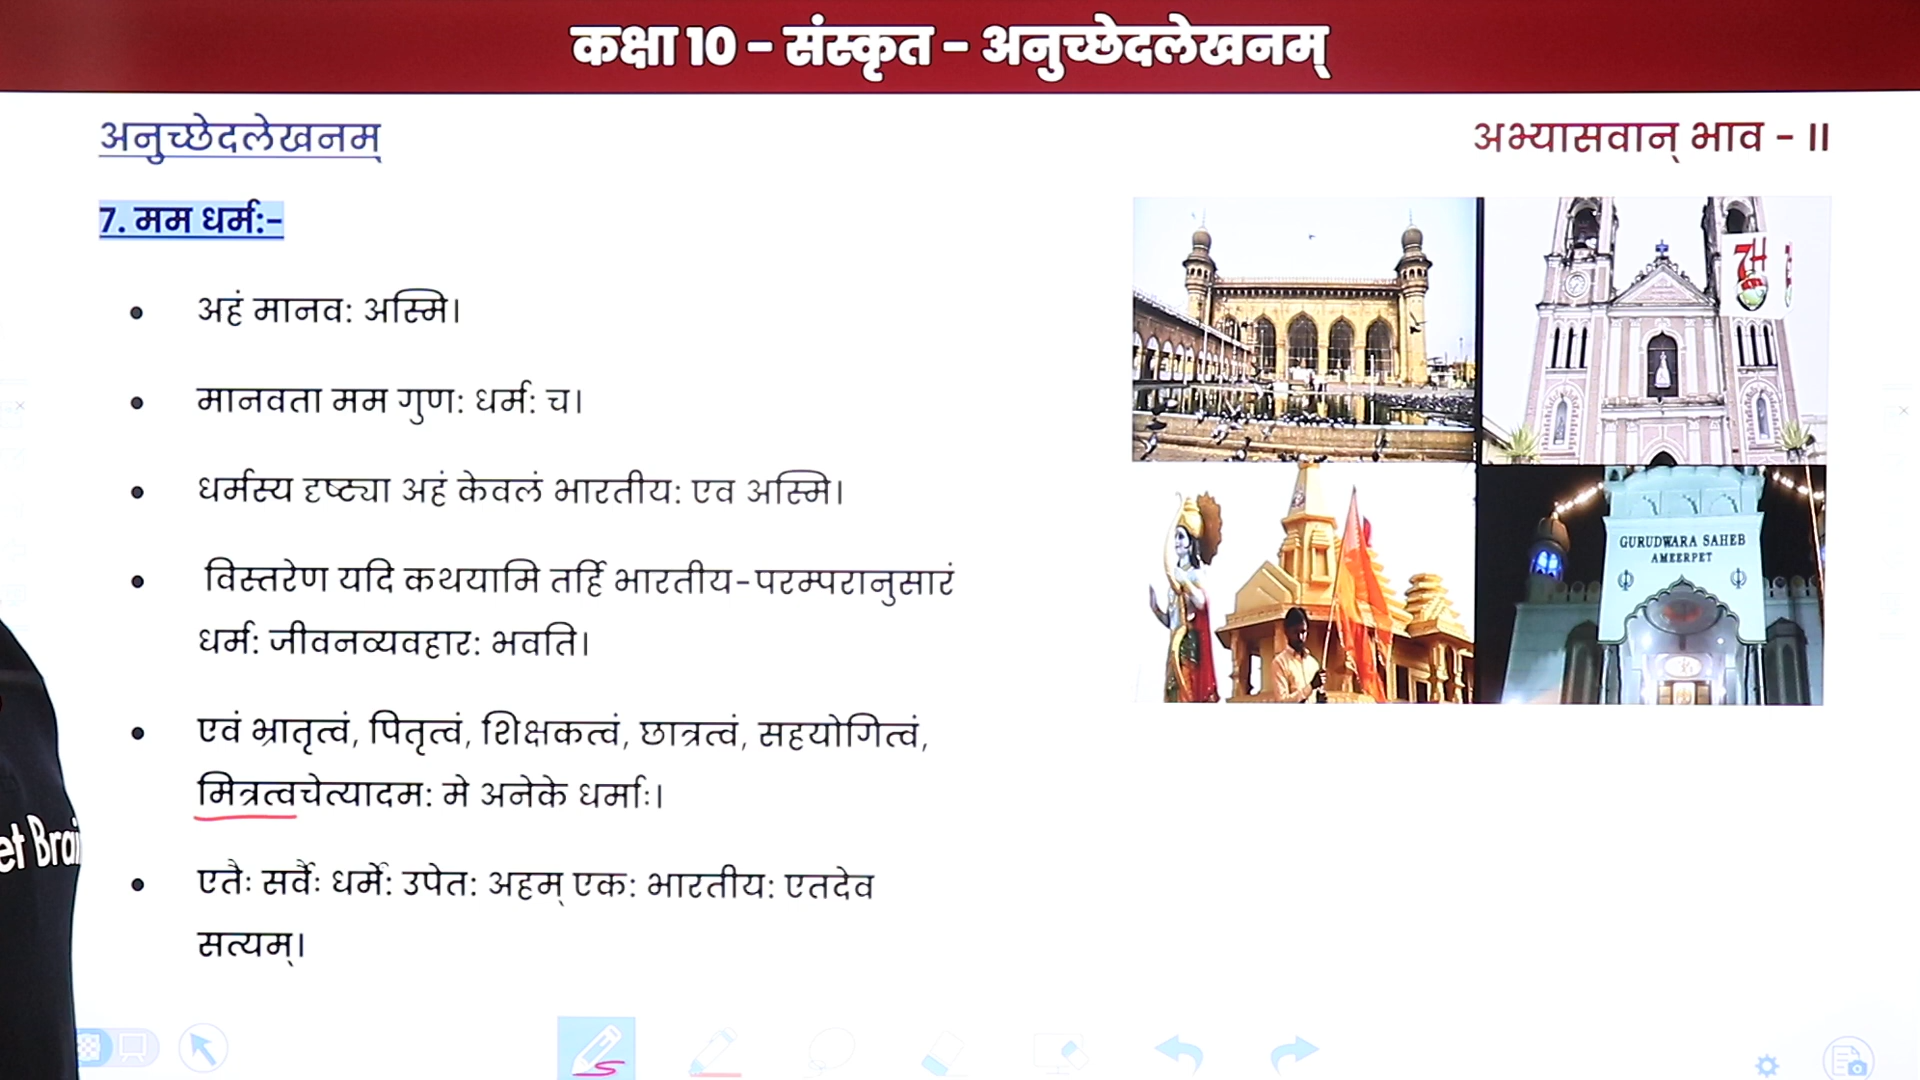 कक्षा 10 - संस्कृत - अनुच्छेदलेखनम्
अनुच्छेदलेखनम्
अभ्यासवान् भाव - II
7. मम धर्म:-
अहं मानव: अस्मि।
मानवता मम गुण: धर्म: च।
धर्मस्य दृष्ट्या अहं केवलं भारतीय: एव अस्मि।
विस्तरेण यदि कथयामि तर्हि भारतीय-परम्परानुसारं
धर्म: जीवनव्यवहार: भवति।
एवं भ्रातृत्वं, पितृत्वं, शिक्षकत्वं, छात्रत्वं, सहयोगित्वं,
मित्रत्वचेत्यादम: मे अनेके धर्माः।
एतैः सर्वैः धर्मै: उपेत: अहम् एक: भारतीय: एतदेव
सत्यम्।
GURUDWARA SAHEB
AMEERPET
et Brai